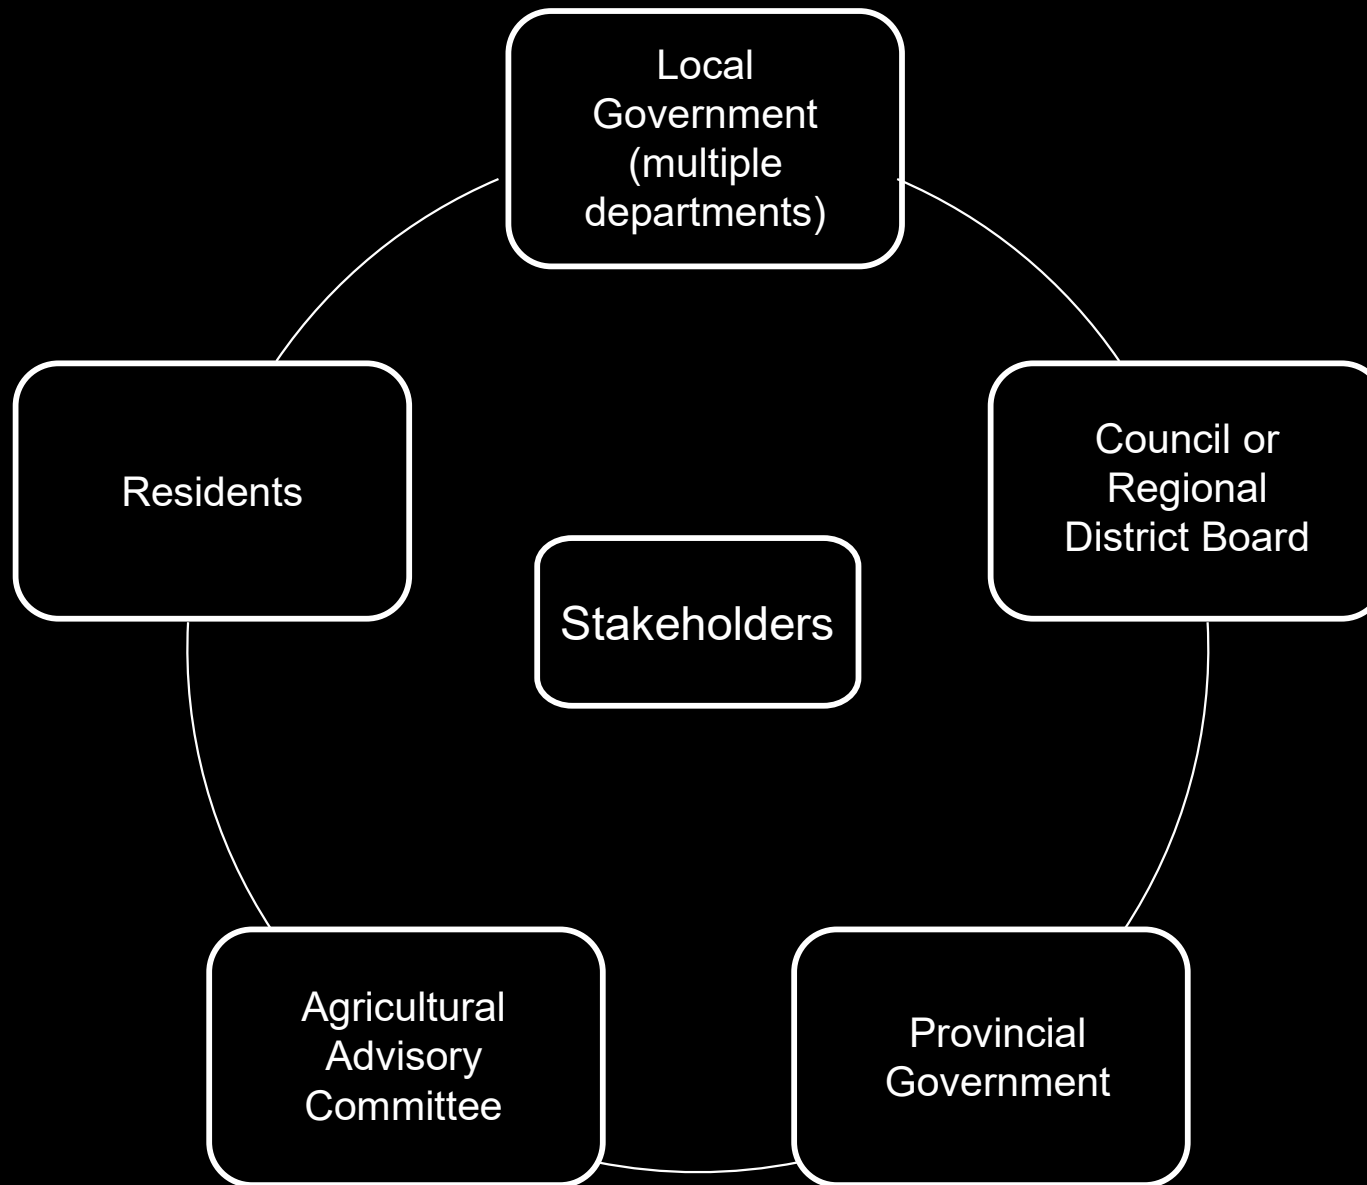 Local
Government
(multiple
departments)
Council or
Regional
District Board
Residents
Stakeholders
Agricultural
Advisory
Committee
Provincial
Government